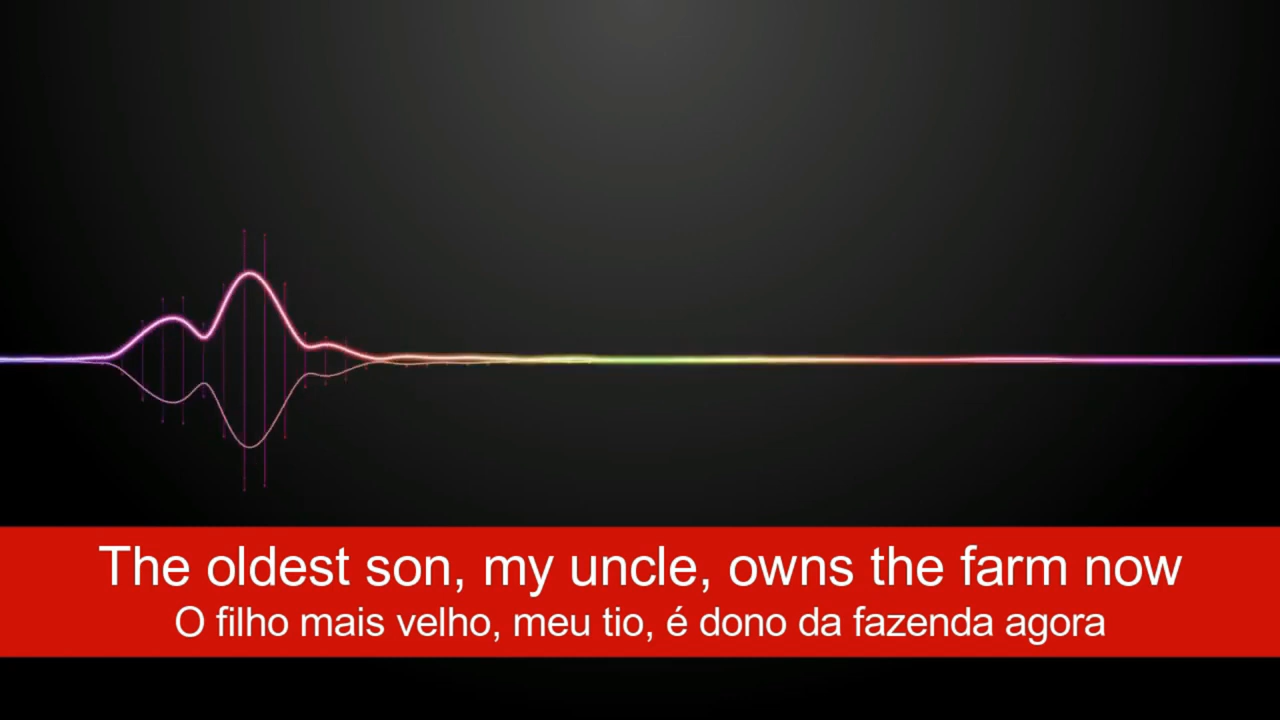 The oldest son, my uncle, owns the farm now
O filho mais velho, meu tio, é dono da fazenda agora